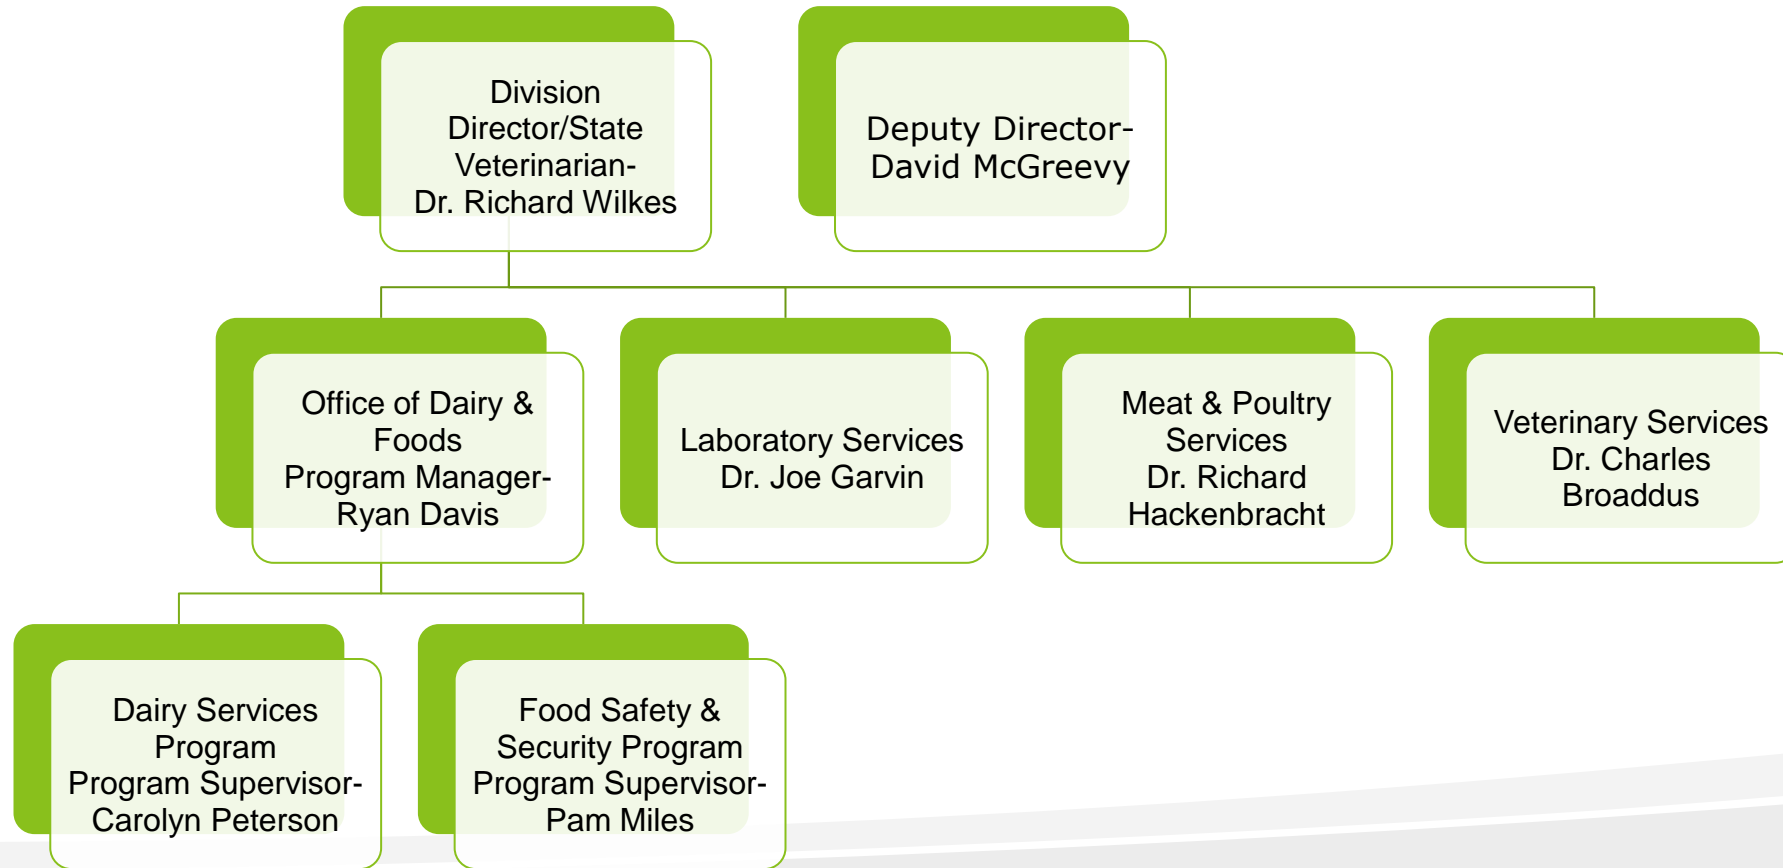 Division
Director/State
Veterinarian-
Dr. Richard Wilkes
Deputy Director-
David McGreevy
Office of Dairy &
Foods
Program Manager-
Ryan Davis
Laboratory Services
Dr. Joe Garvin
Meat & Poultry
Services
Dr. Richard
Hackenbracht
Veterinary Services
Dr. Charles
Broaddus
Dairy Services
Program
Program Supervisor-
Carolyn Peterson
Food Safety &
Security Program
Program Supervisor-
Pam Miles